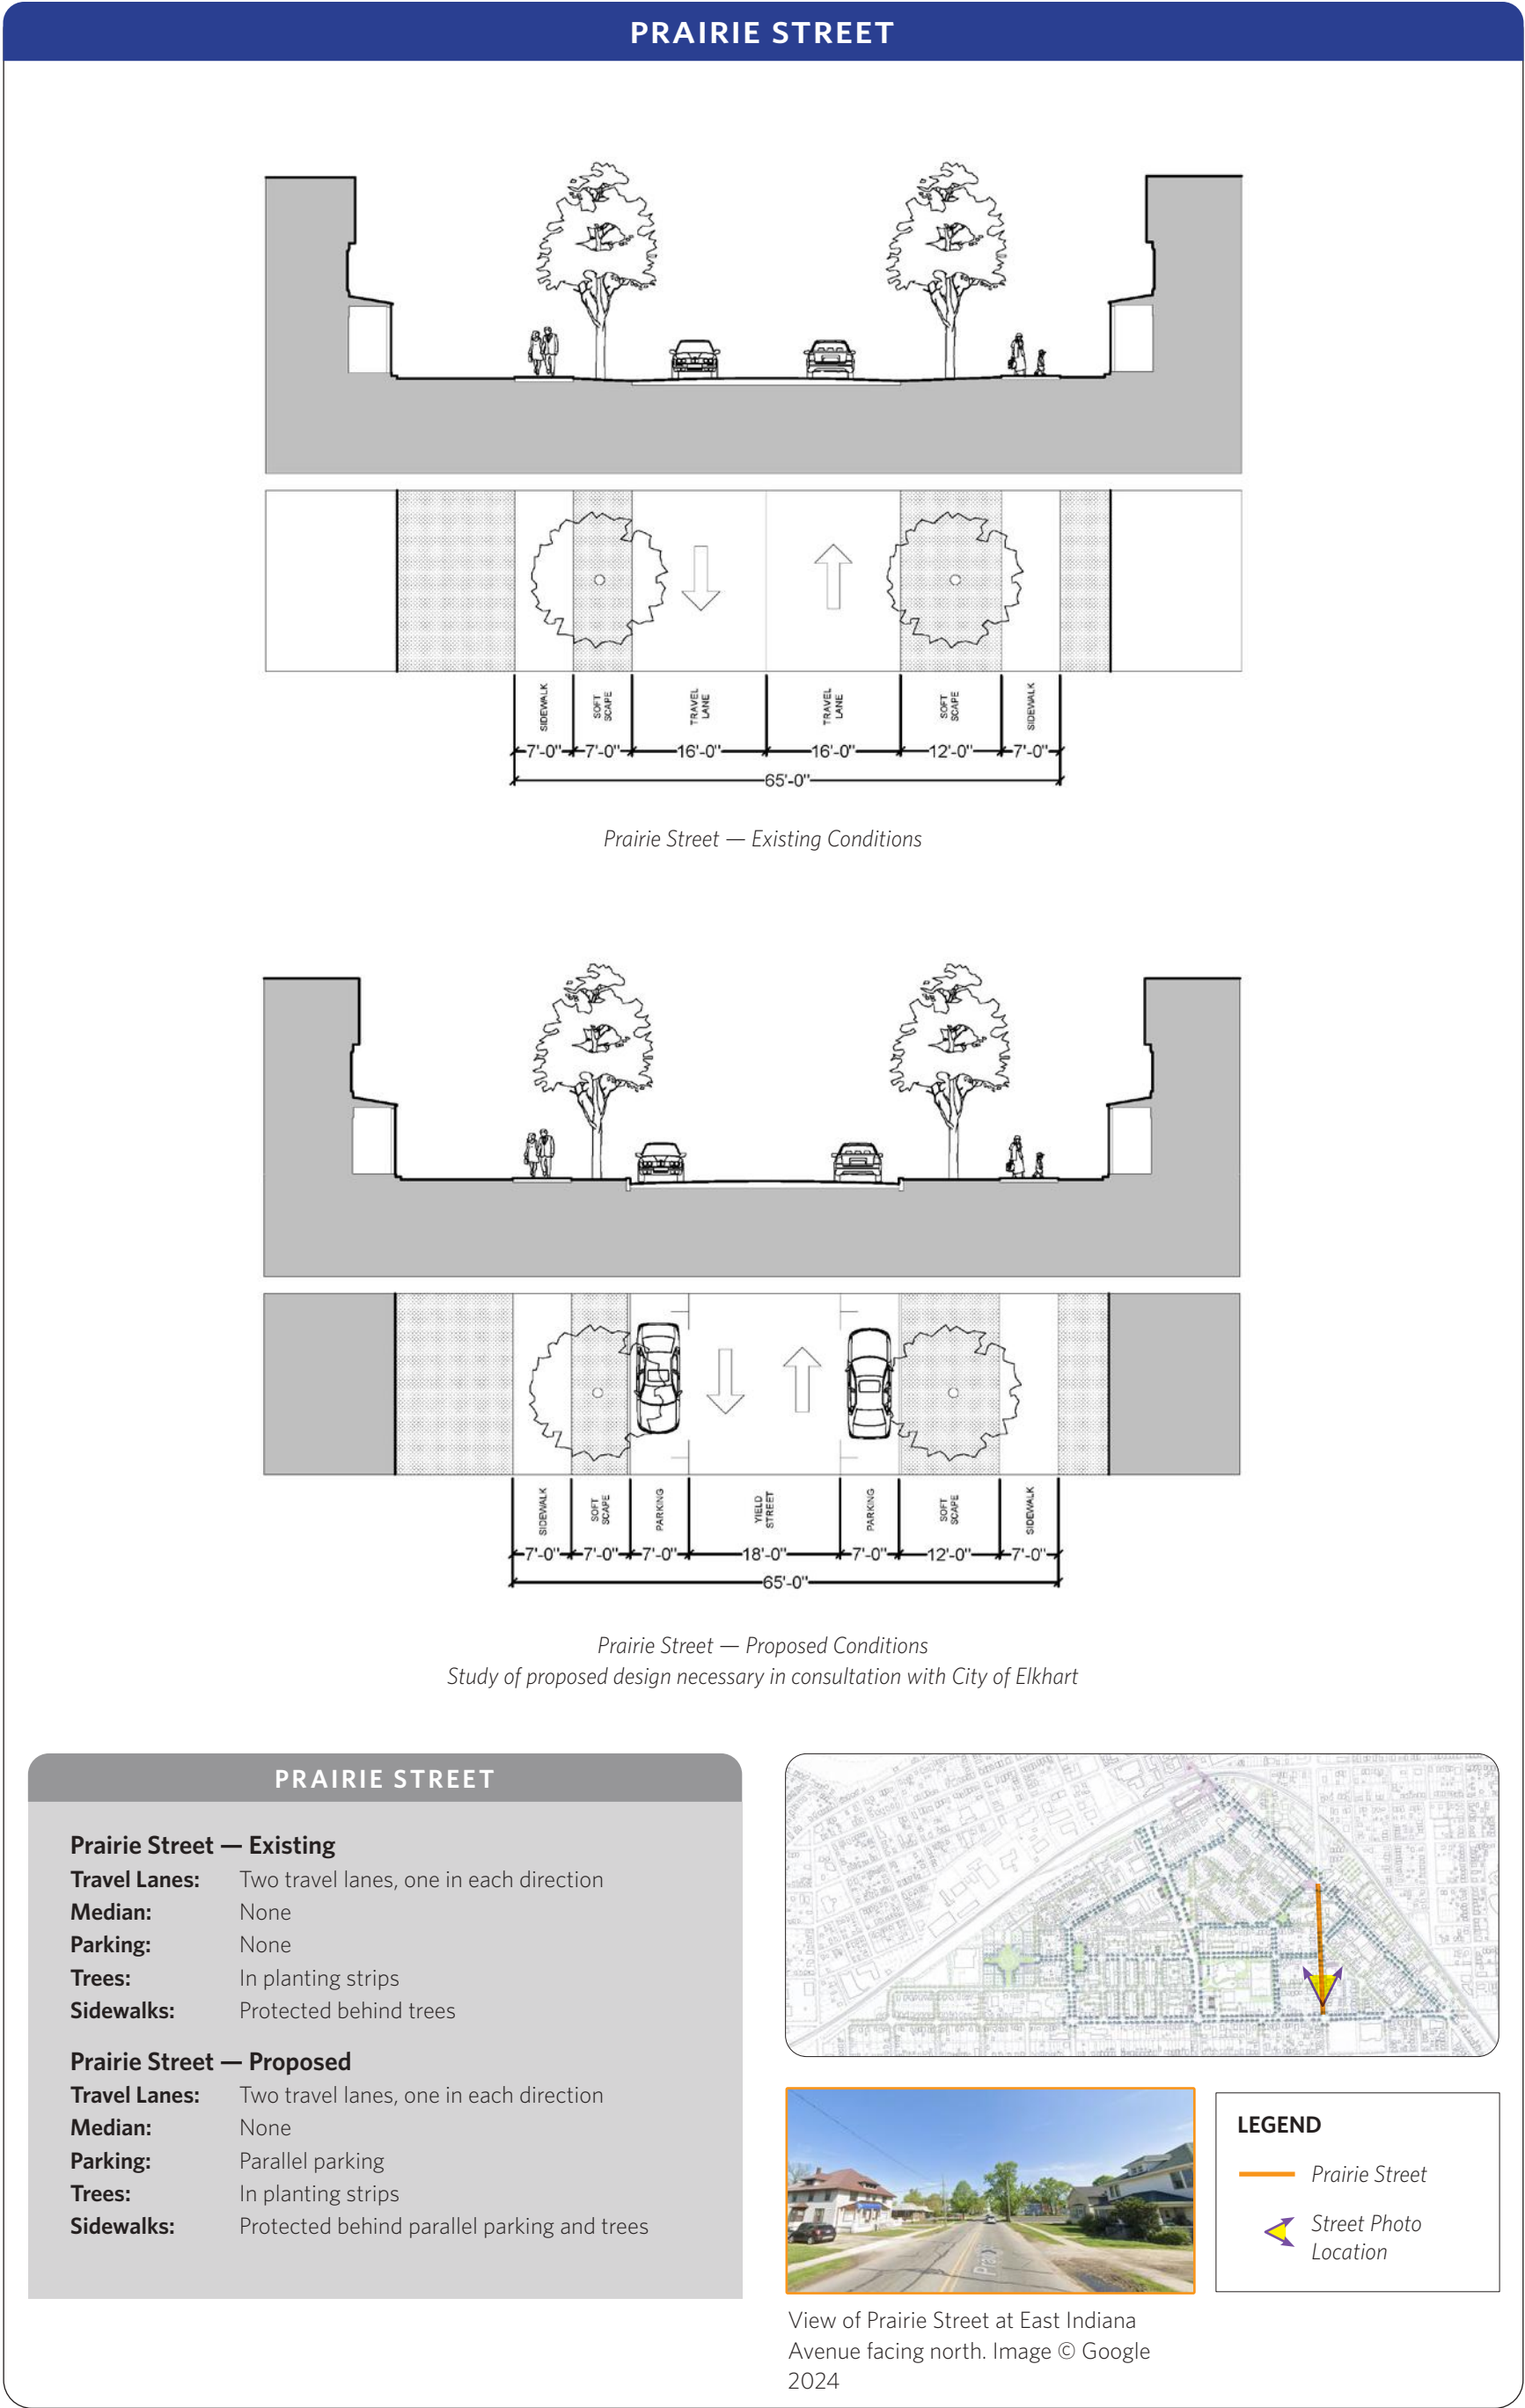 PRAIRIE STREET
SIDEWALK
SOFT
SCAPE
TRAVEL
LANE
TRAVEL
LANE
SOFT
SCAPE
SIDEWALK
7'-0" 7'-0" 16'-0" 16'-0" 12'-0" 7'-0"
65'-0"
Prairie Street — Existing Conditions
SIDEWALK
SOFT
SCAPE
PARKING
YIELD
STREET
PARKING
SOFT
SCAPE
SIDEWALK
7'-0" 7'-0" 7'-0" 18'-0" 7'-0" 12'-0" 7'-0"
65'-0"
Prairie Street — Proposed Conditions
Study of proposed design necessary in consultation with City of Elkhart
PRAIRIE STREET
Prairie Street — Existing
Travel Lanes: Two travel lanes, one in each direction
Median: None
Parking: None
Trees: In planting strips
Sidewalks: Protected behind trees
Prairie Street — Proposed
Travel Lanes: Two travel lanes, one in each direction
Median: None
Parking: Parallel parking
Trees: In planting strips
Sidewalks: Protected behind parallel parking and trees
LEGEND
Prairie Street
Street Photo
Location
View of Prairie Street at East Indiana
Avenue facing north. Image © Google
2024